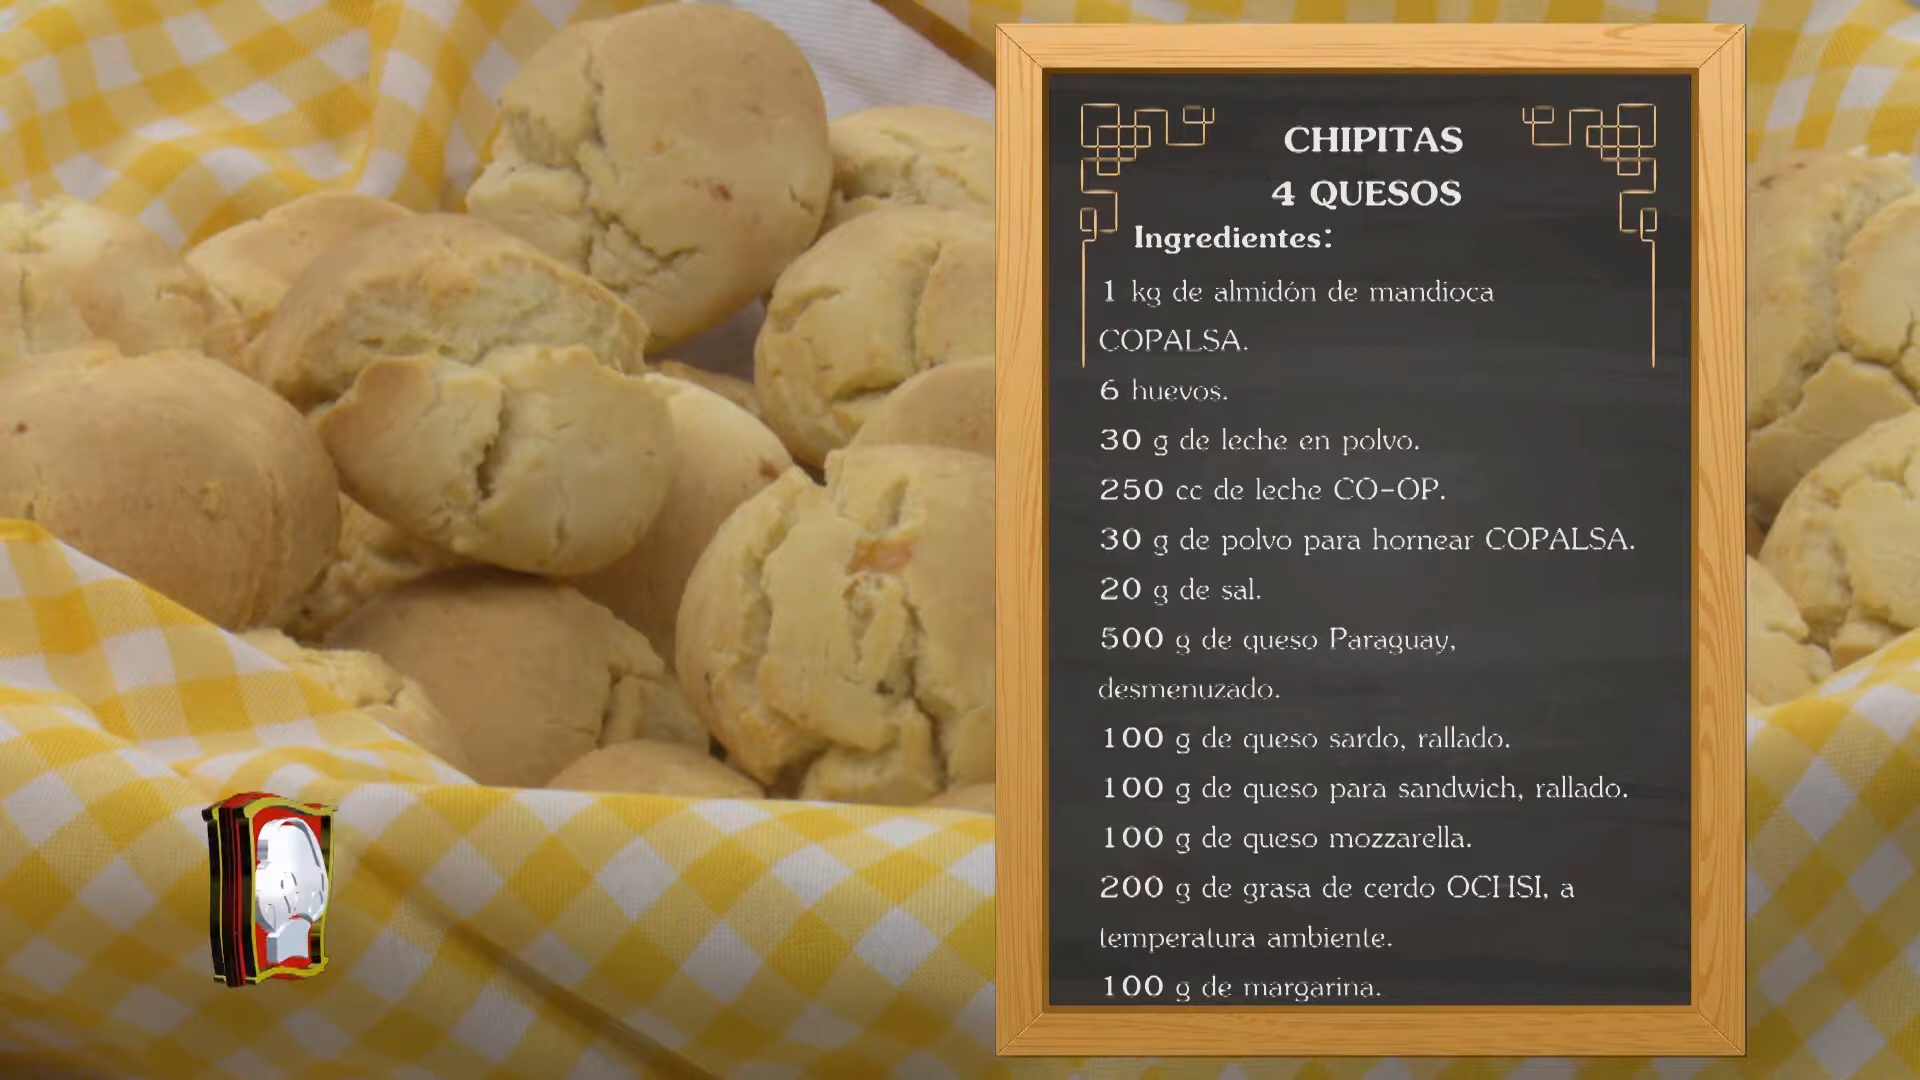 CHIPITAS
4 QUESOS
Ingredientes:
1 kg de almidón de mandioca
COPALSA.
6 huevos.
30 g de leche en polvo.
250 cc de leche CO-OP.
30 g de polvo para hornear COPALSA.
20 g de sal.
500 g de queso Paraguay,
desmenuzado.
100 g de queso sardo, rallado.
100 g de queso para sandwich, rallado.
100 g de queso mozzarella.
200 g de grasa de cerdo OCHSI, a
temperatura ambiente.
100 g de margarina.